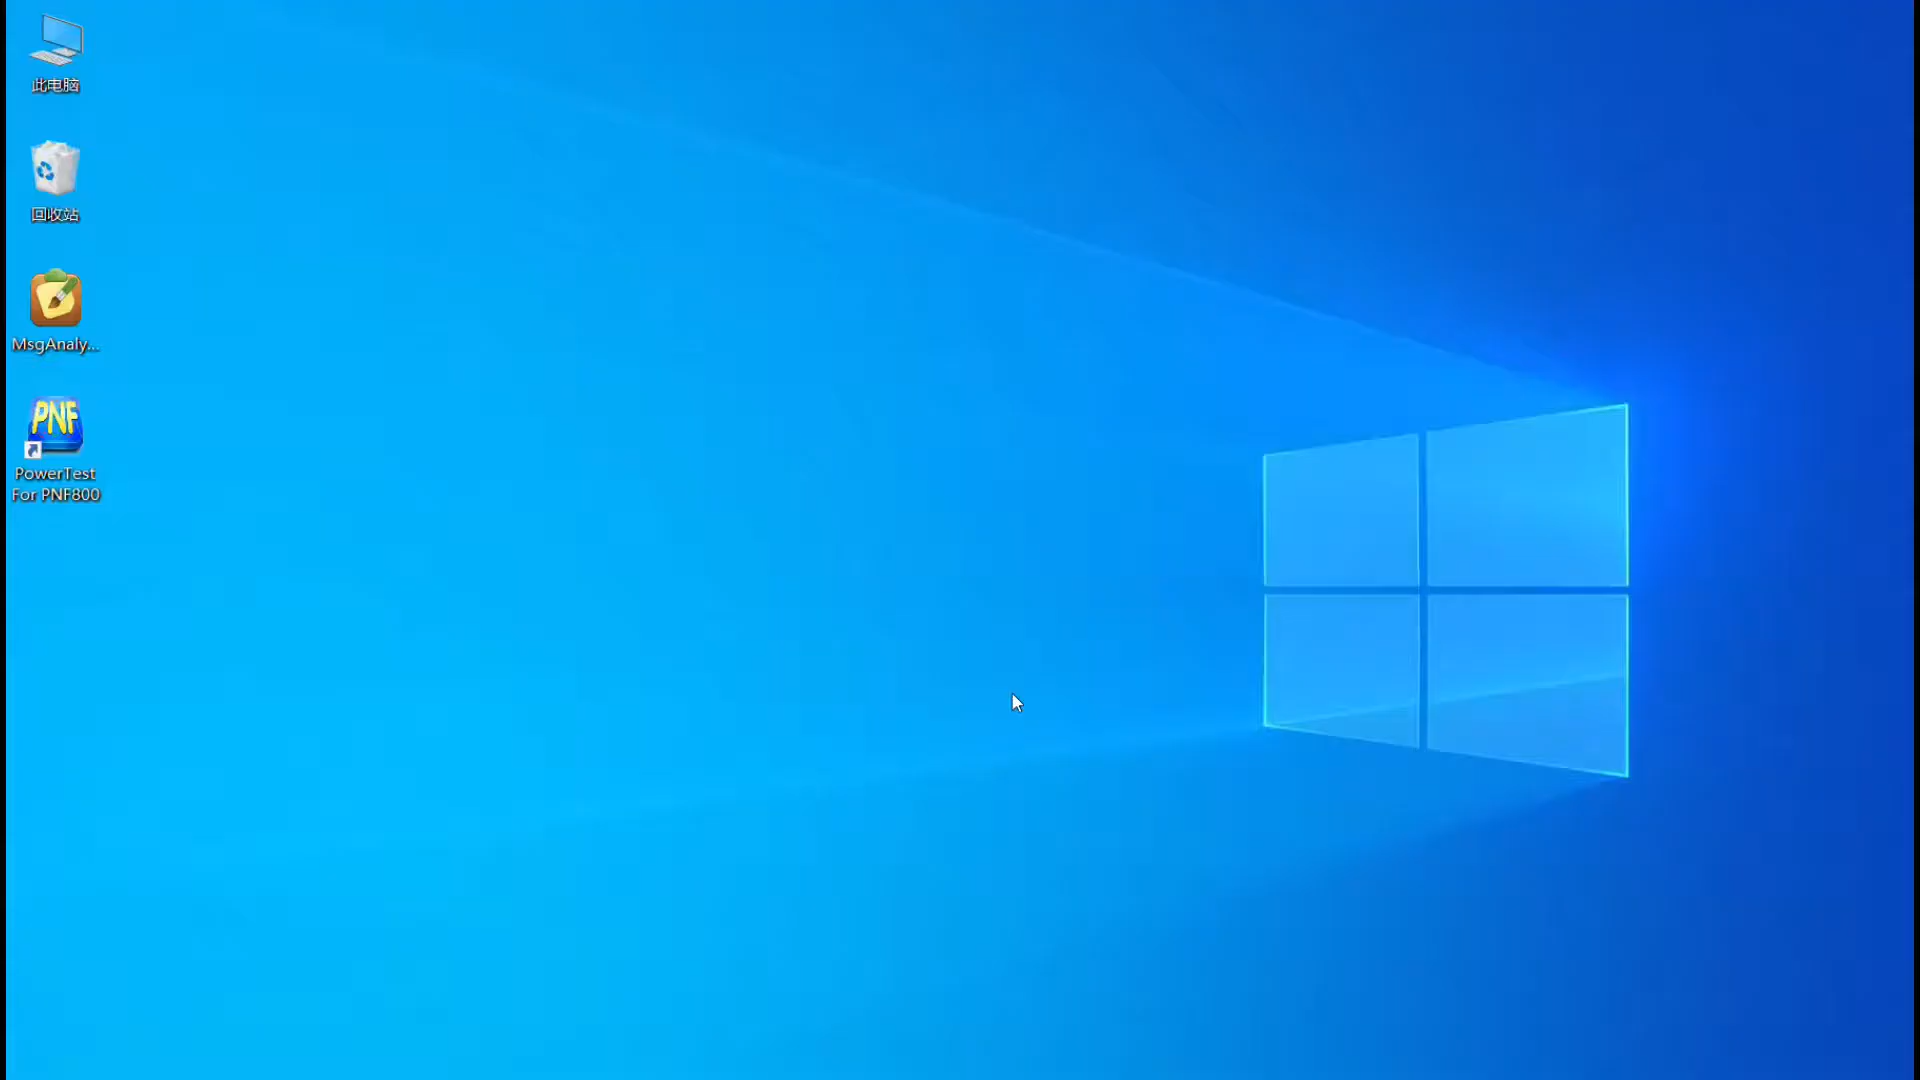 此电脑
回收站
MsgAnaly...
PNF
PowerTest
For PNF800